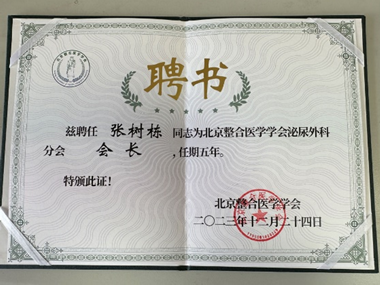 聘书
兹聘任 张树栋 同志为北京整合医学学会泌尿外科
分会 会长 ,任期五年。
特颁此证!
北京整合医学学会
二〇二三年十二月二十四日